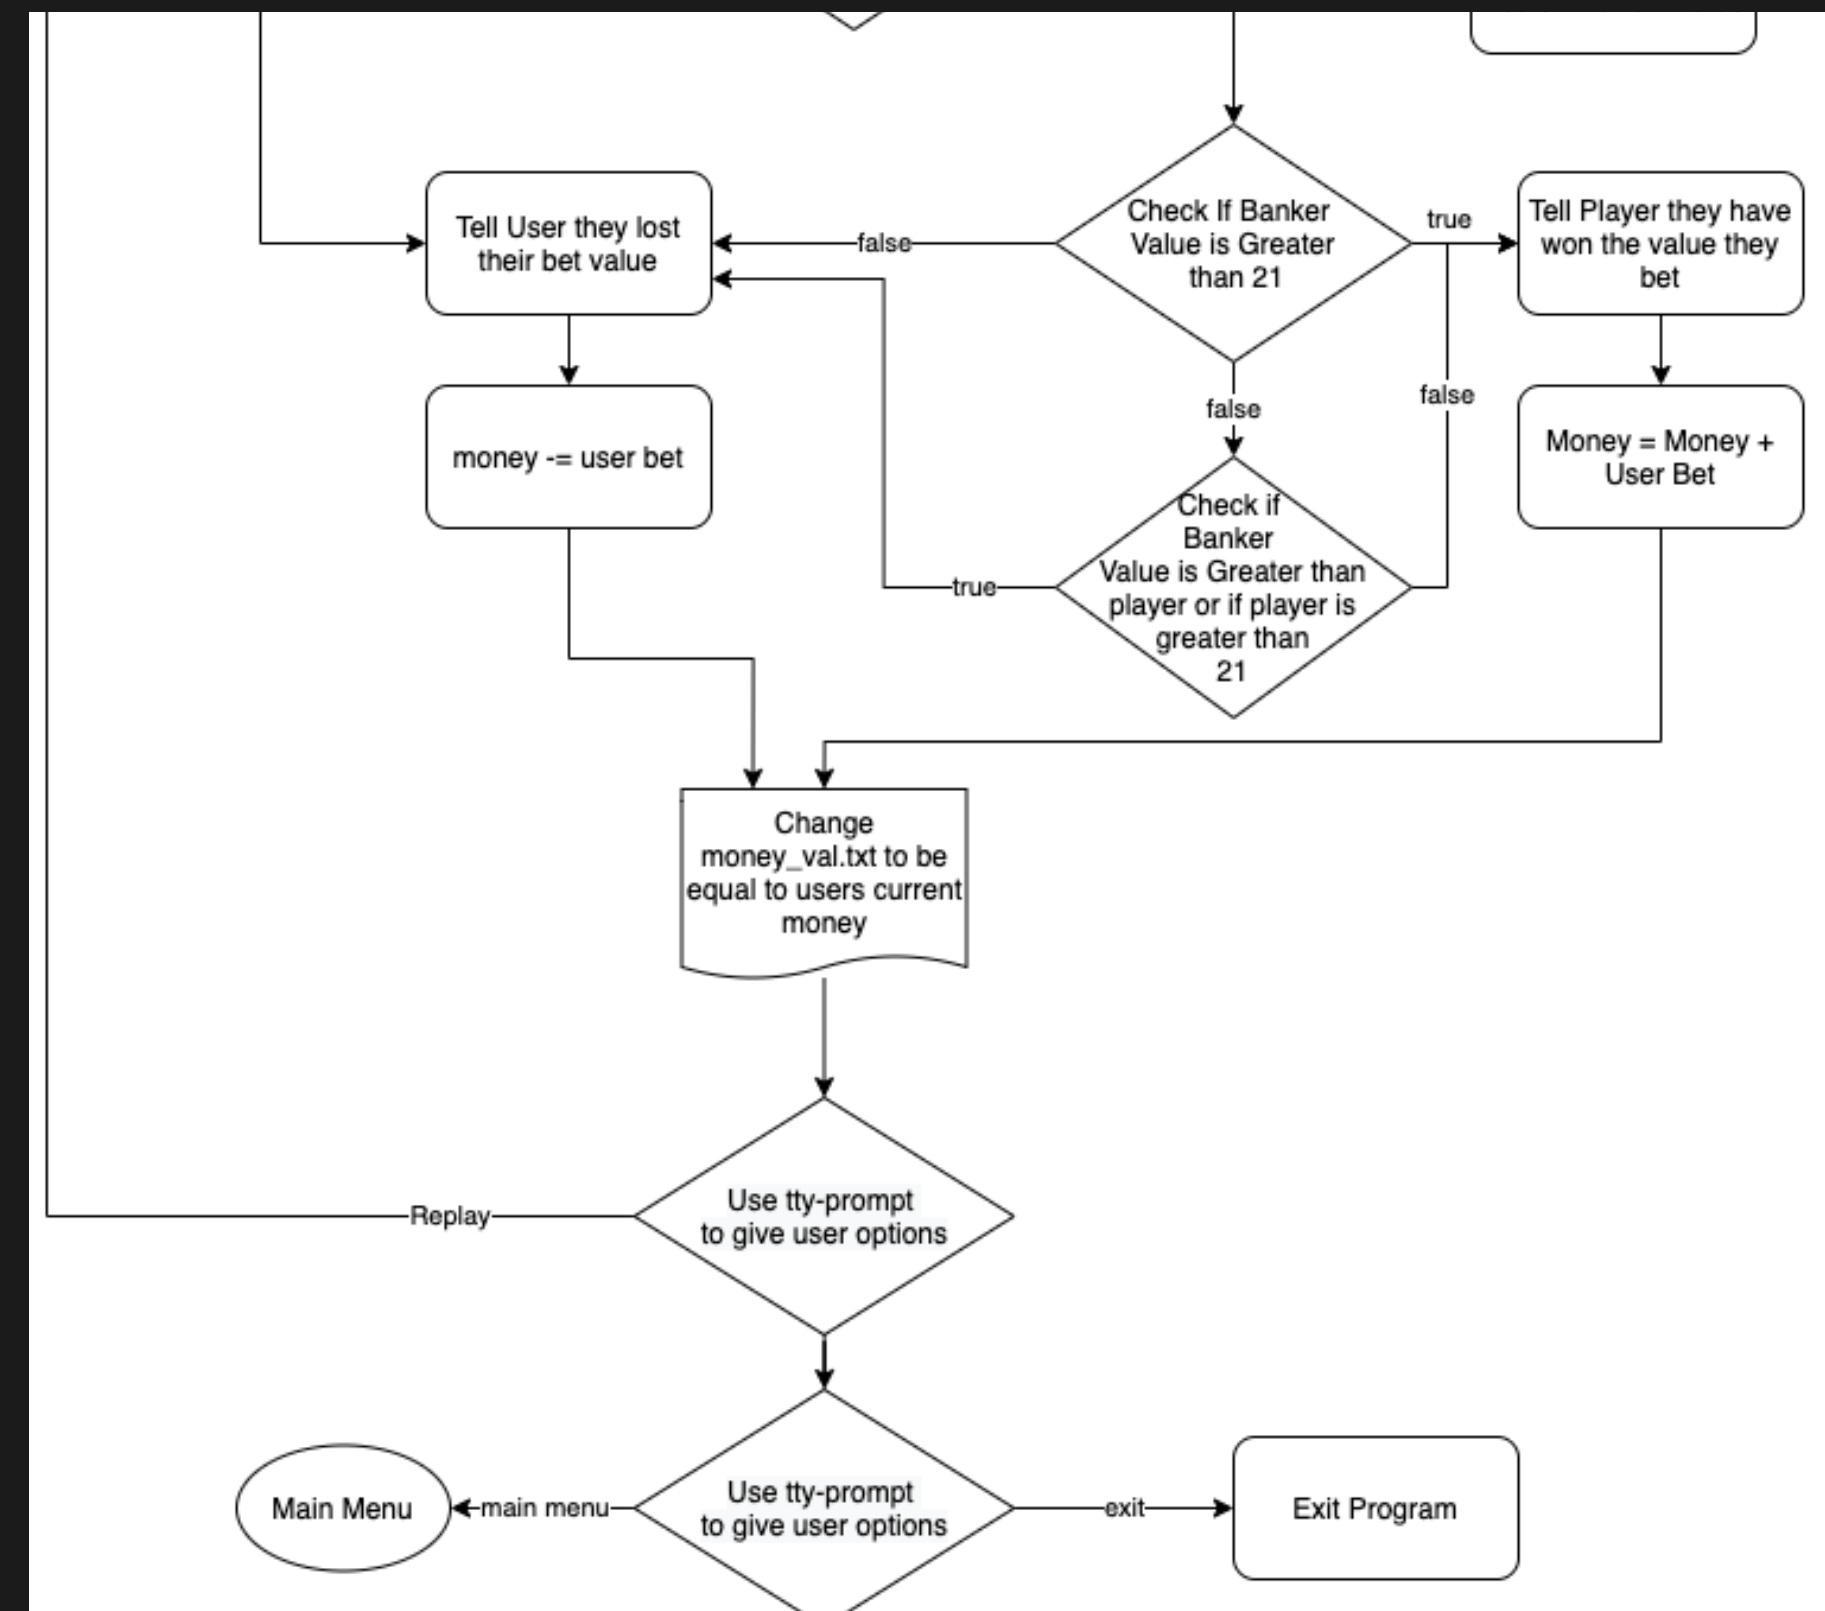 Tell User they lost
their bet value
false
Check If Banker
Value is Greater
than 21
true
Tell Player they have
won the value they
bet
money -= user bet
false
false
Money = Money +
User Bet
true
Check if
Banker
Value is Greater than
player or if player is
greater than
21
Change
money_val.txt to be
equal to users current
money
Replay
Use tty-prompt
to give user options
Main Menu
main menu
Use tty-prompt
to give user options
exit
Exit Program